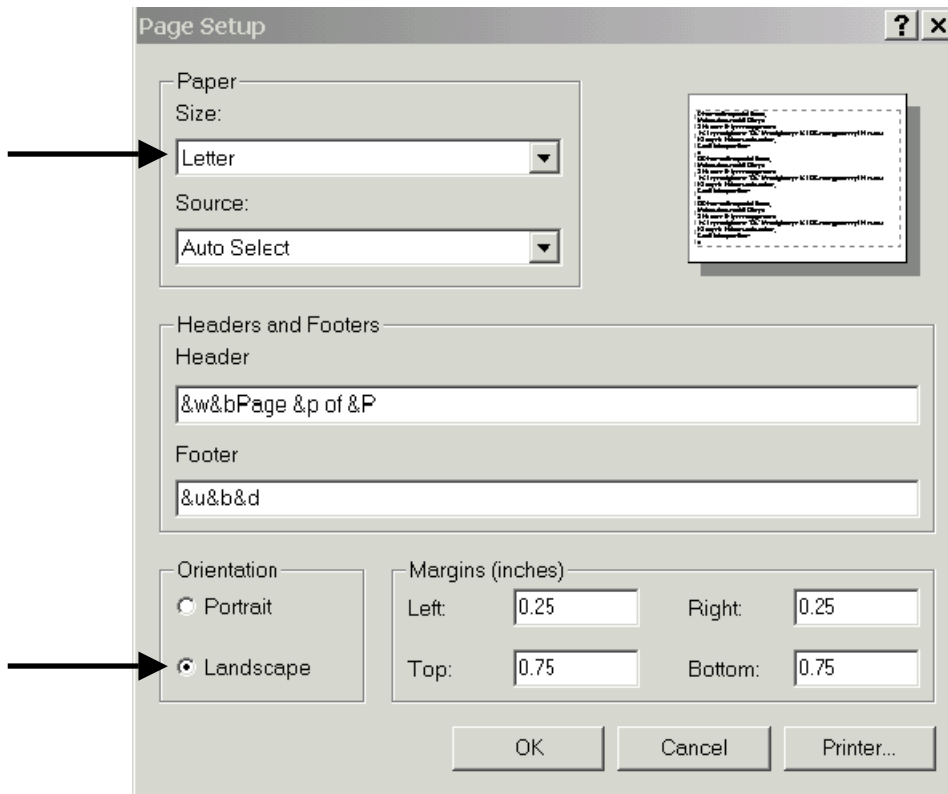 Page Setup
Paper
Size:
Letter
Source:
Auto Select
Headers and Footers
Header
&w&bPage &p of &P
Footer
&u&b&d
Orientation
Portrait
Landscape
Margins (inches)
Left: 0.25 Right: 0.25
Top: 0.75 Bottom: 0.75
OK Cancel Printer...